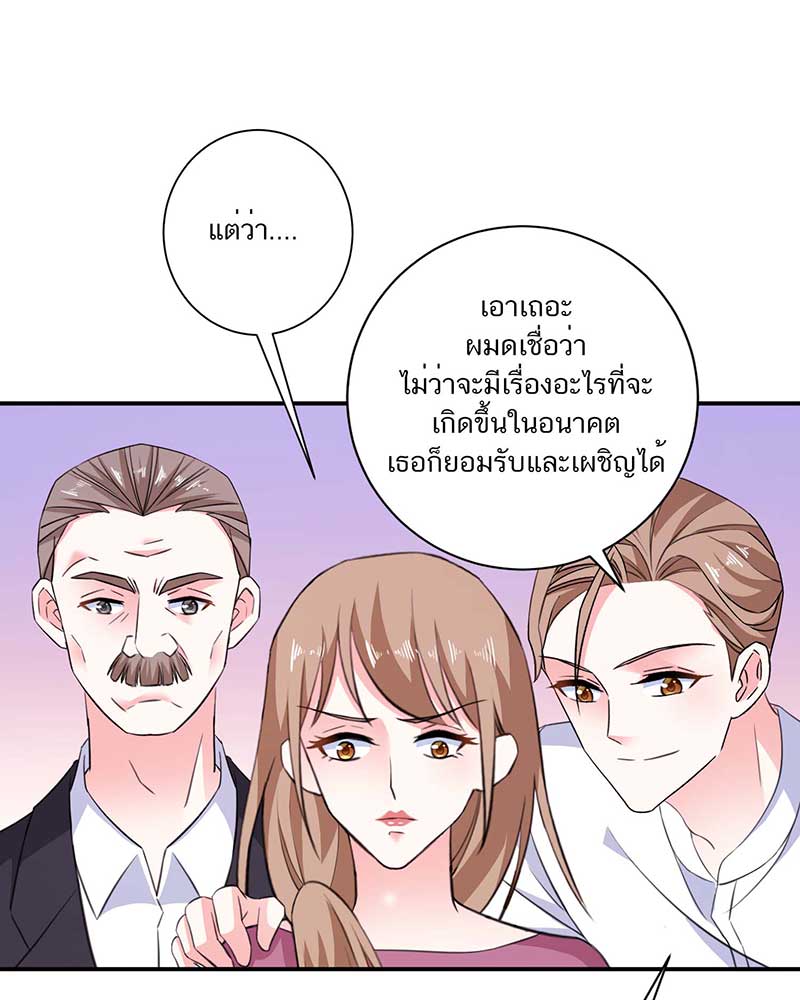 แต่ว่า....
เอาเถอะ
ผมดเชื่อว่า
ไม่ว่าจะมีเรื่องอะไรที่จะ
เกิดขึ้นในอนาคต
เธอก็ยอมรับและเผชิญได้